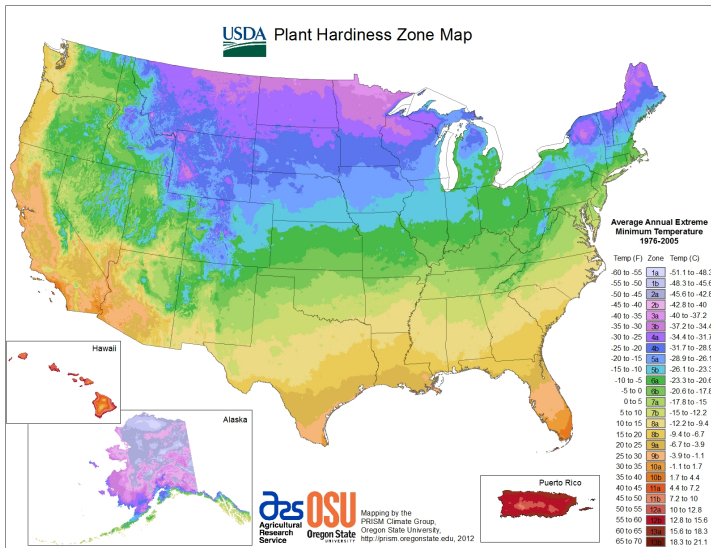 USDA
Plant Hardiness Zone Map
Average Annual Extreme
Minimum Temperature
1976-2005
Temp (F) Zone Temp (C)
-60 to -55 1a -51.1 to -48.3
-55 to -50 1b -48.3 to -45.6
-50 to -45 2a -45.6 to -42.8
-45 to -40 2b -42.8 to -40
-40 to -35 3a -40 to -37.2
-35 to -30 3b -37.2 to -34.4
-30 to -25 4a -34.4 to -31.7
-25 to -20 4b -31.7 to -28.9
-20 to -15 5a -28.9 to -26.1
-15 to -10 5b -26.1 to -23.3
-10 to -5 6a -23.3 to -20.6
-5 to 0 6b -20.6 to -17.8
0 to 5 7a -17.8 to -15
5 to 10 7b -15 to -12.2
10 to 15 8a -12.2 to -9.4
15 to 20 8b -9.4 to -6.7
20 to 25 9a -6.7 to -3.9
25 to 30 9b -3.9 to -1.1
30 to 35 10a -1.1 to 1.7
35 to 40 10b 1.7 to 4.4
40 to 45 11a 4.4 to 7.2
45 to 50 11b 7.2 to 10
50 to 55 12a 10 to 12.8
55 to 60 12b 12.8 to 15.6
60 to 65 13a 15.6 to 18.3
65 to 70 13b 18.3 to 21.1
Hawaii
Alaska
Puerto Rico
ars
Agricultural
Research
Service
OSU
Oregon State
University
Mapping by the
PRISM Climate Group,
Oregon State University,
http://prism.oregonstate.edu, 2012